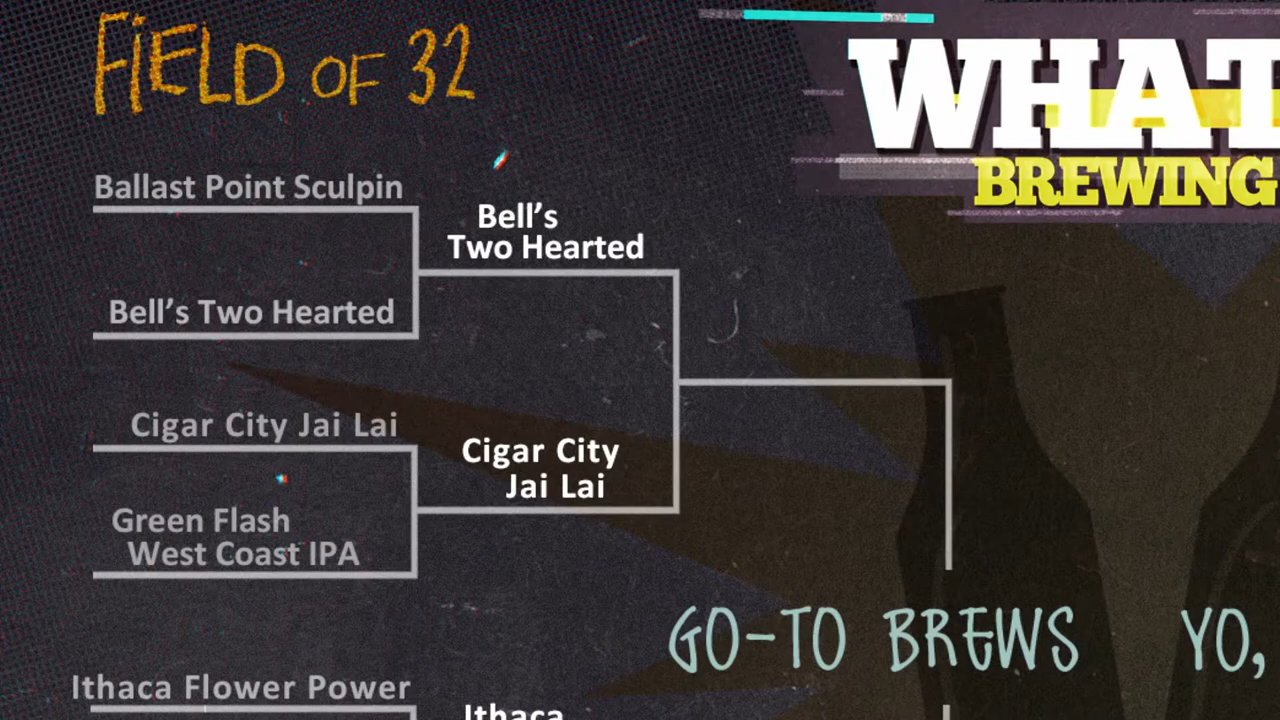 FiELD OF 32
WHAT
BREWING
Ballast Point Sculpin
Bell's
Two Hearted
Bell's Two Hearted
Cigar City Jai Lai
Cigar City
Jai Lai
Green Flash
West Coast IPA
GO-TO BREWS
YO,
Ithaca Flower Power
Ithaca